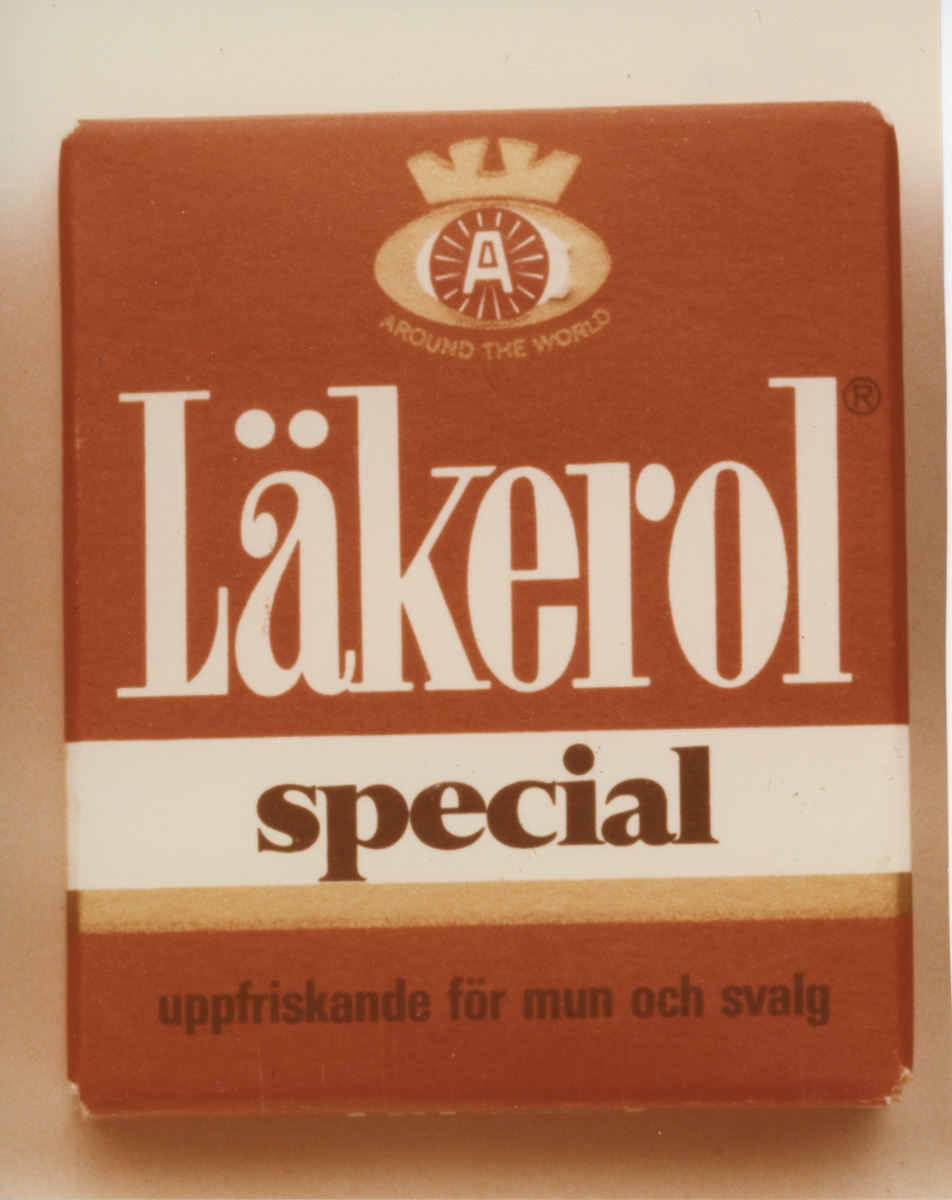 A
AROUND THE WORLD
Läkerol®
special
uppfriskande för mun och svalg